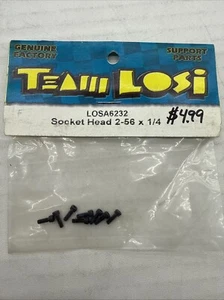 GENUINE SUPPORT
FACTORY PARTS
TEAM LOSI
LOSA6232
Socket Head 2-56 x 1/4
$4.99